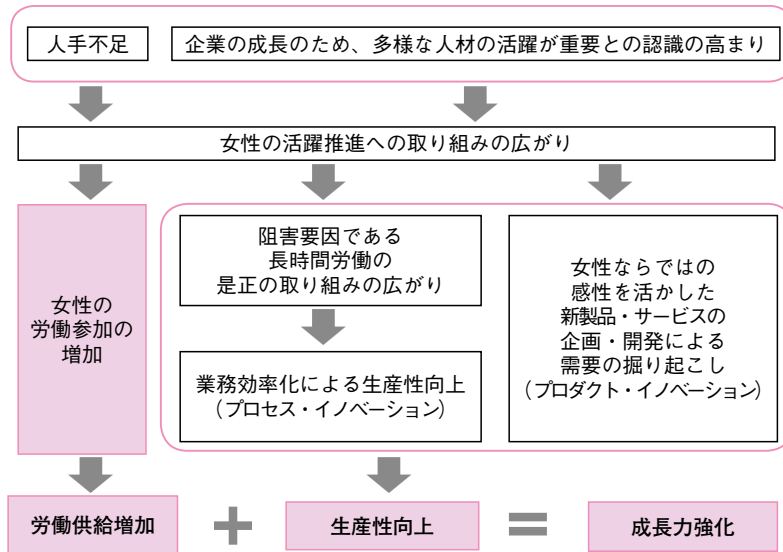 人手不足
企業の成長のため、多様な人材の活躍が重要との認識の高まり
女性の活躍推進への取り組みの広がり
女性の
労働参加の
増加
阻害要因である
長時間労働の
是正の取り組みの広がり
業務効率化による生産性向上
（プロセス・イノベーション）
女性ならではの
感性を活かした
新製品・サービスの
企画・開発による
需要の掘り起こし
（プロダクト・イノベーション）
労働供給増加
+
生産性向上
=
成長力強化